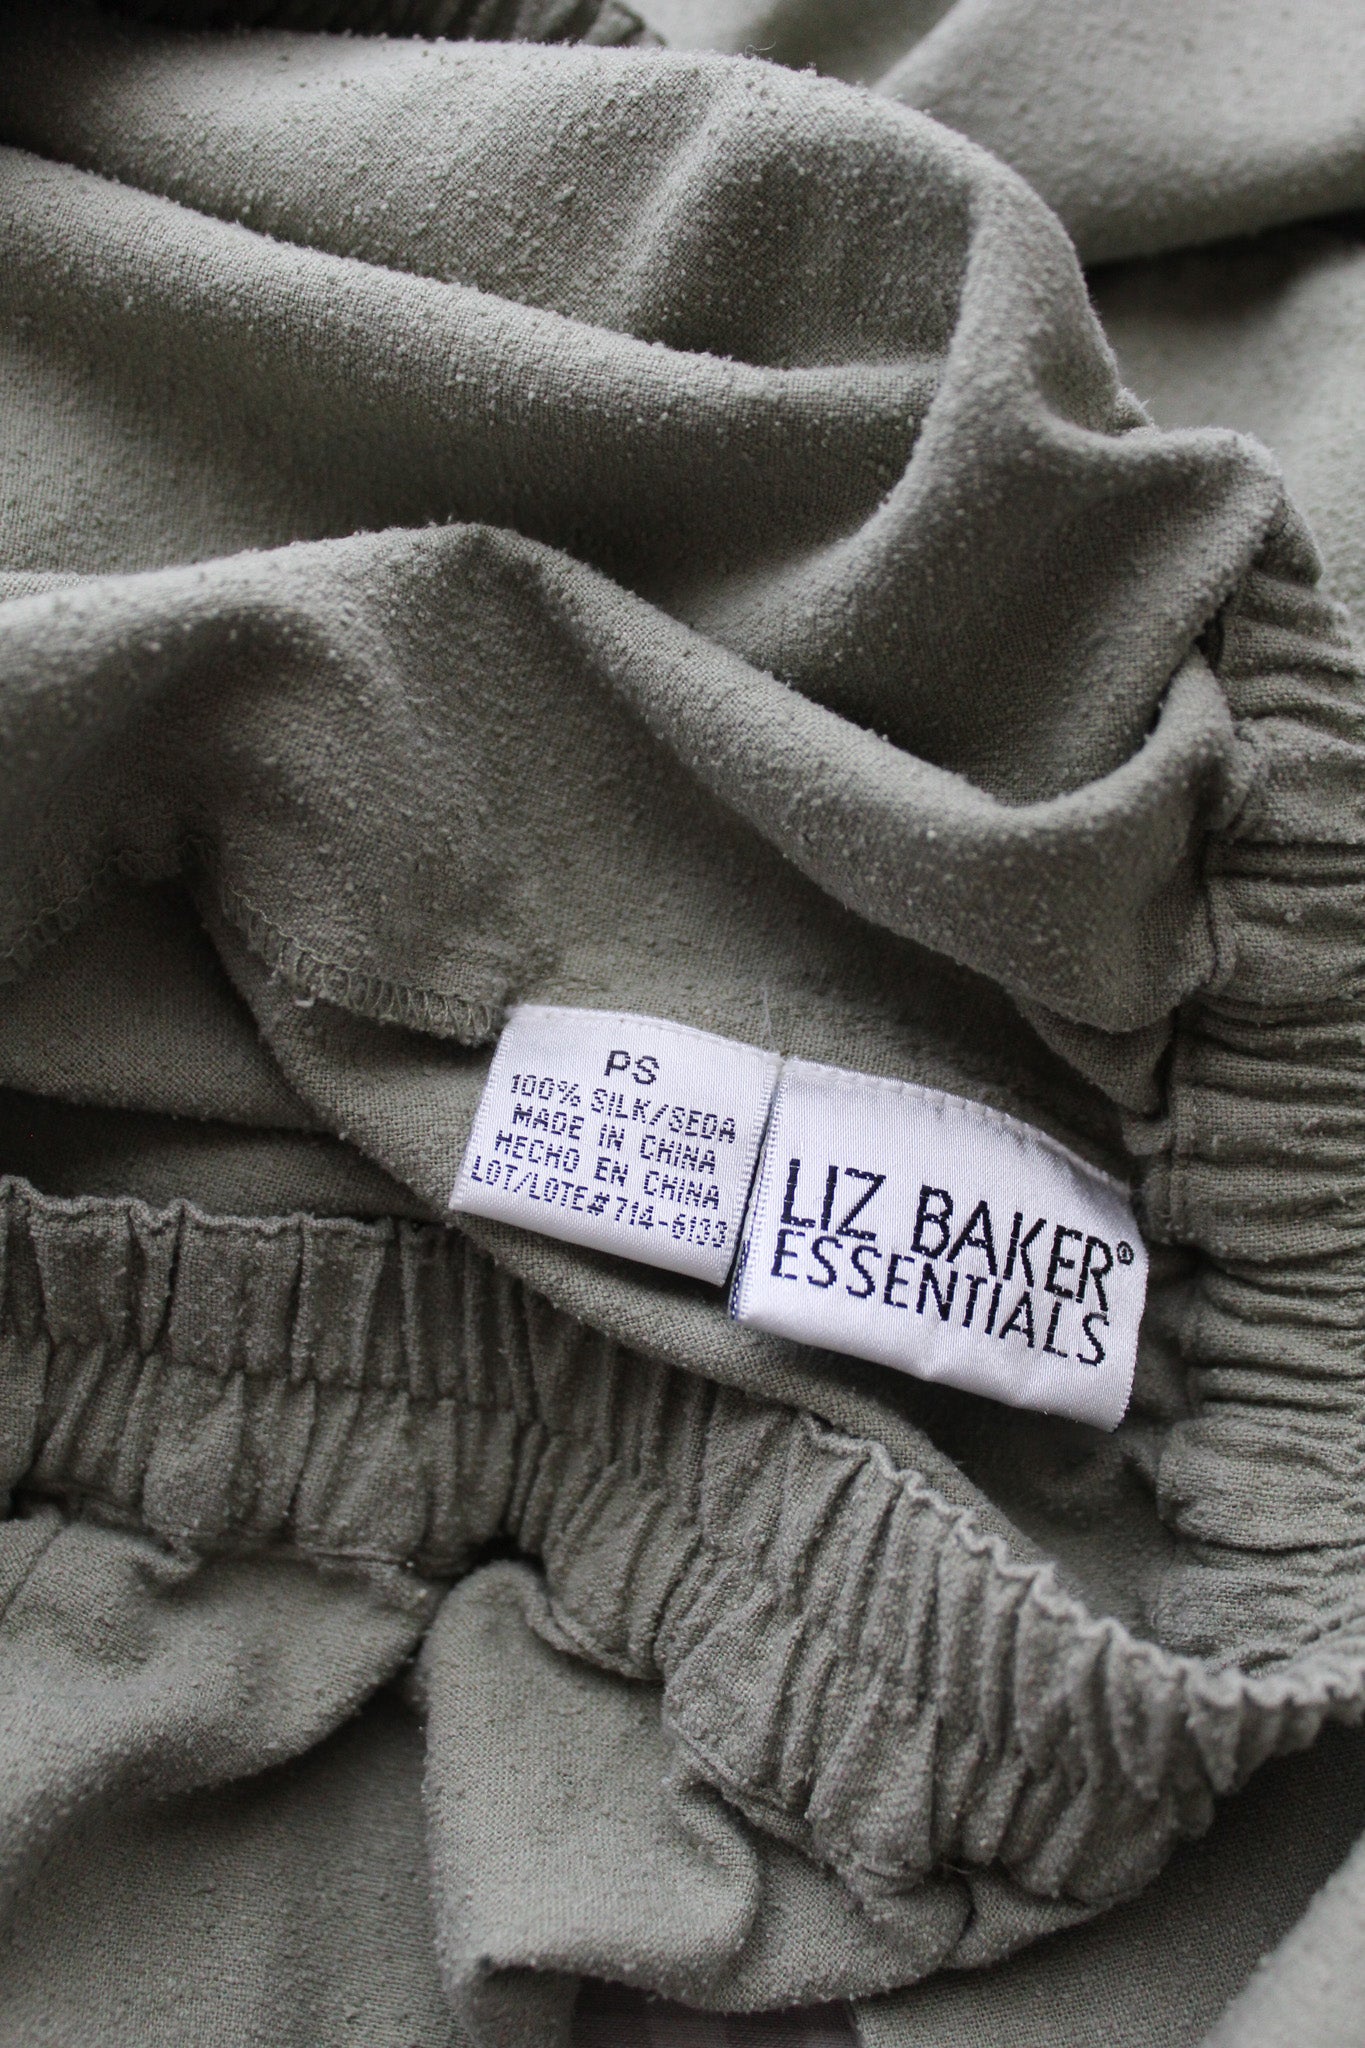 PS
100% SILK/SEDA
MADE IN CHINA
HECHO EN CHINA
LOT/LOTE#714-6133
LIZ BAKER®
ESSENTIALS